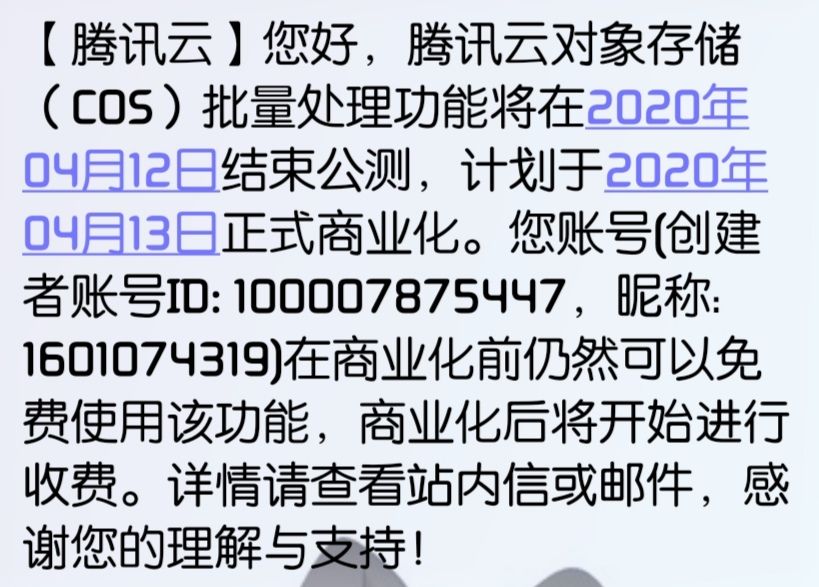 【腾讯云】您好，腾讯云对象存储
（COS）批量处理功能将在2020年
04月12日结束公测，计划于2020年
04月13日正式商业化。您账号(创建
者账号ID: 100007875447，昵称:
1601074319)在商业化前仍然可以免
费使用该功能，商业化后将开始进行
收费。详情请查看站内信或邮件，感
谢您的理解与支持！